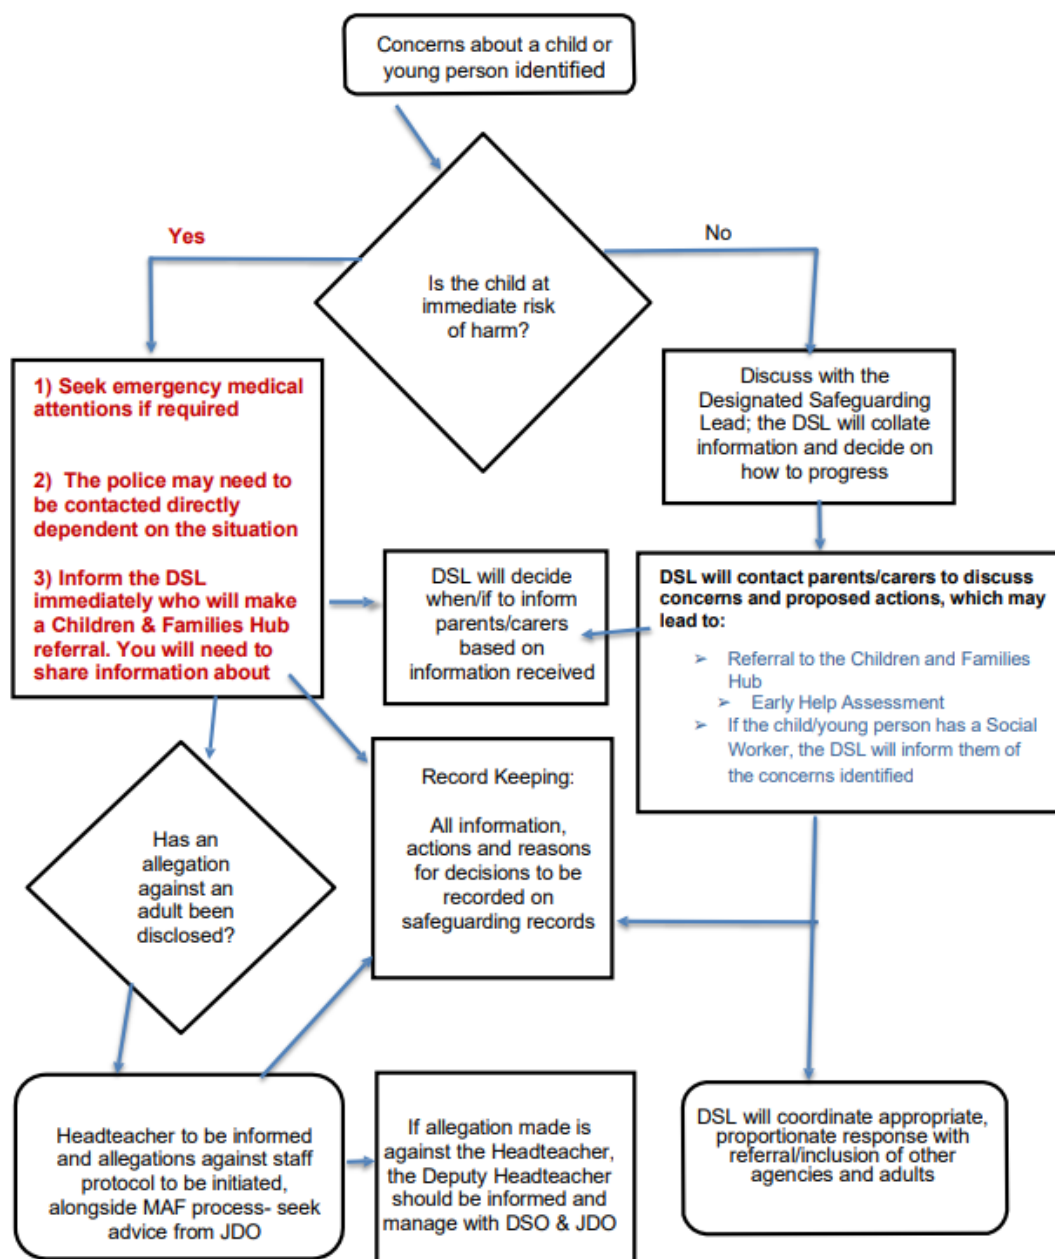 Concerns about a child or
young person identified
Yes
No
Is the child at
immediate risk
of harm?
1) Seek emergency medical
attentions if required
2) The police may need to
be contacted directly
dependent on the situation
3) Inform the DSL
immediately who will make
a Children & Families Hub
referral. You will need to
share information about
Discuss with the
Designated Safeguarding
Lead; the DSL will collate
information and decide on
how to progress
DSL will decide
when/if to inform
parents/carers
based on
information received
DSL will contact parents/carers to discuss
concerns and proposed actions, which may
lead to:
➢ Referral to the Children and Families
Hub
➢ Early Help Assessment
➢ If the child/young person has a Social
Worker, the DSL will inform them of
the concerns identified
Record Keeping:
All information,
actions and reasons
for decisions to be
recorded on
safeguarding records
Has an
allegation
against an
adult been
disclosed?
Headteacher to be informed
and allegations against staff
protocol to be initiated,
alongside MAF process- seek
advice from JDO
If allegation made is
against the Headteacher,
the Deputy Headteacher
should be informed and
manage with DSO & JDO
DSL will coordinate appropriate,
proportionate response with
referral/inclusion of other
agencies and adults